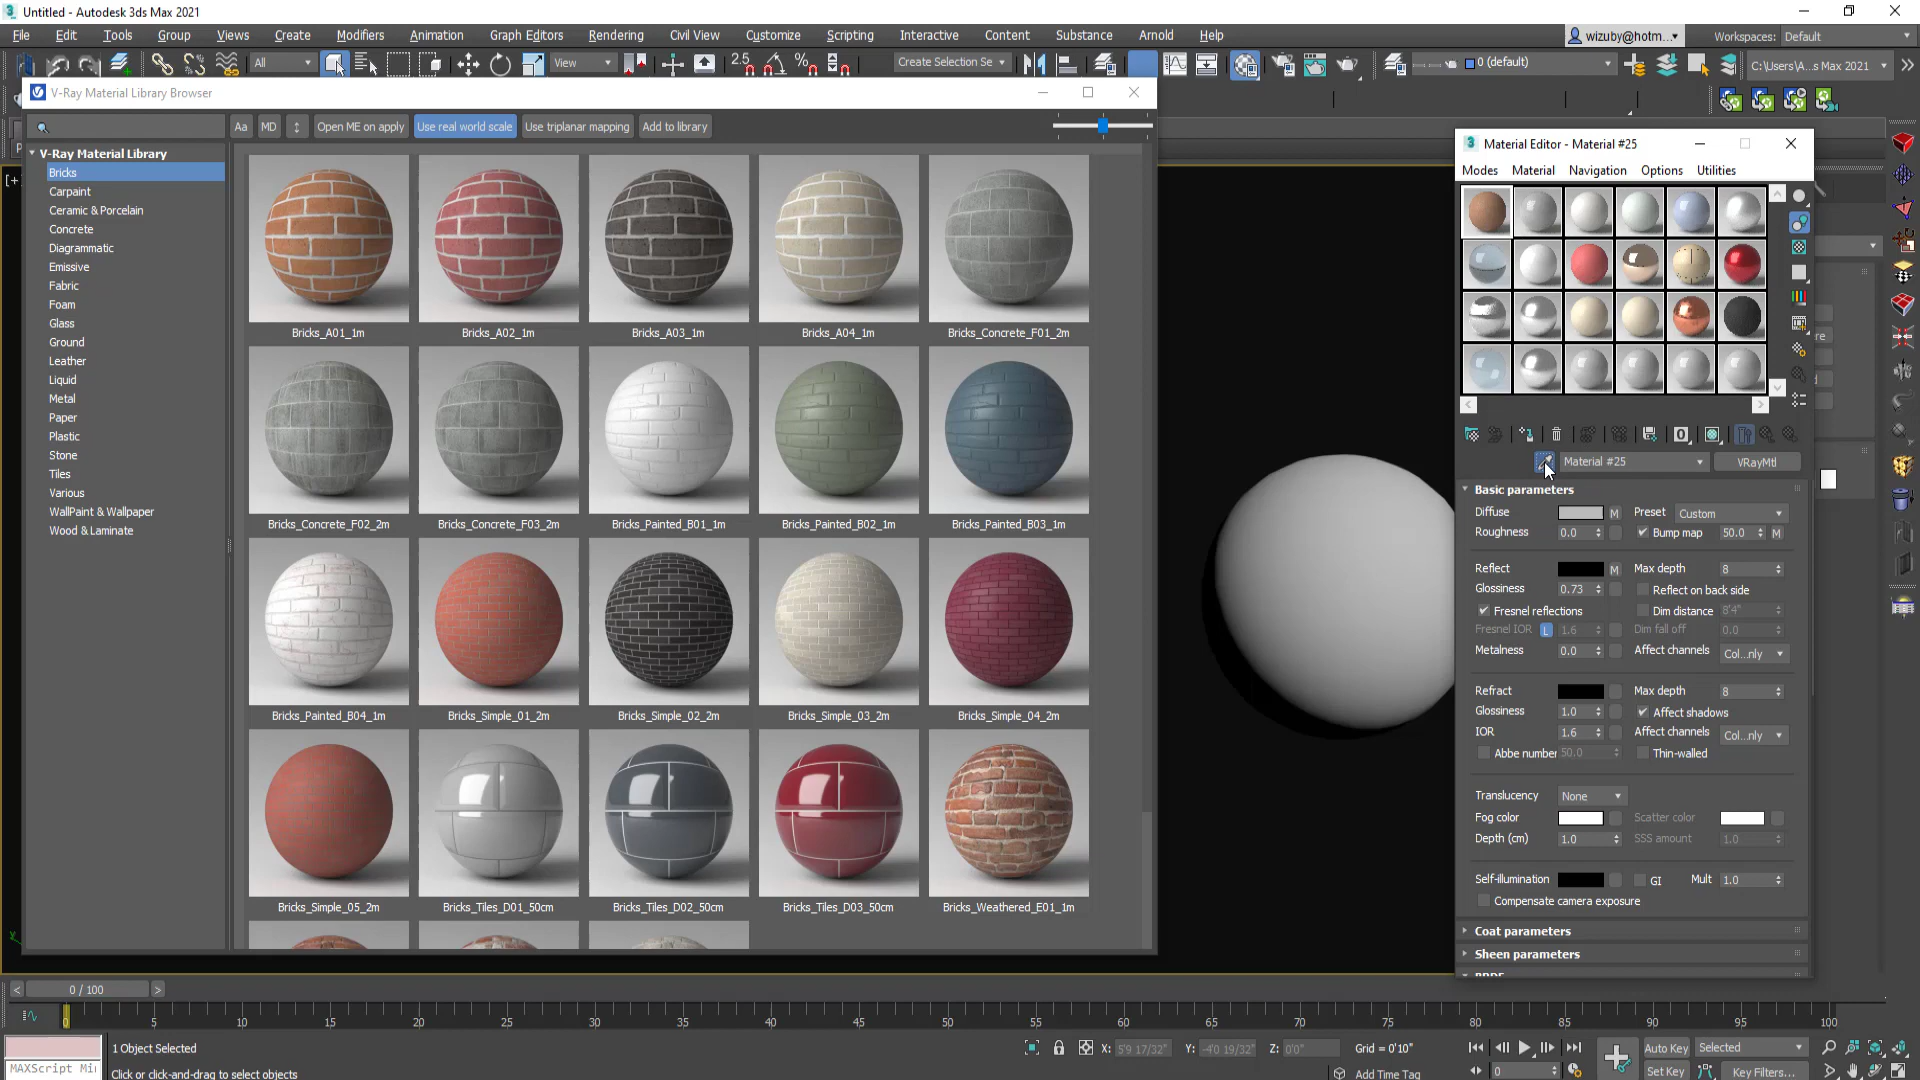 Untitled - Autodesk 3ds Max 2021
File Edit Tools Group Views Create Modifiers Animation Graph Editors Rendering Civil View Customize Scripting Interactive Content Substance Arnold Help
wizuby@hotm... Workspaces: Default
All View Create Selection Se 0 (default) C:\Users\A...s Max 2021
V-Ray Material Library Browser
Aa MD Open ME on apply Use real world scale Use triplanar mapping Add to library
V-Ray Material Library
Bricks
Carpaint
Ceramic & Porcelain
Concrete
Diagrammatic
Emissive
Fabric
Foam
Glass
Ground
Leather
Liquid
Metal
Paper
Plastic
Stone
Tiles
Various
WallPaint & Wallpaper
Wood & Laminate
Bricks_A01_1m Bricks_A02_1m Bricks_A03_1m Bricks_A04_1m Bricks_Concrete_F01_2m
Bricks_Concrete_F02_2m Bricks_Concrete_F03_2m Bricks_Painted_B01_1m Bricks_Painted_B02_1m Bricks_Painted_B03_1m
Bricks_Painted_B04_1m Bricks_Simple_01_2m Bricks_Simple_02_2m Bricks_Simple_03_2m Bricks_Simple_04_2m
Bricks_Simple_05_2m Bricks_Tiles_D01_50cm Bricks_Tiles_D02_50cm Bricks_Tiles_D03_50cm Bricks_Weathered_E01_1m
Material Editor - Material #25
Modes Material Navigation Options Utilities
Material #25 VRayMtl
Basic parameters
Diffuse M Preset Custom
Roughness 0.0 Bump map 50.0 M
Reflect M Max depth 8
Glossiness 0.73 Reflect on back side
Fresnel reflections Dim distance 8'4"
Fresnel IOR L 1.6 Dim fall off 0.0
Metalness 0.0 Affect channels Col...nly
Refract Max depth 8
Glossiness 1.0 Affect shadows
IOR 1.6 Affect channels Col...nly
Abbe number 50.0 Thin-walled
Translucency None
Fog color Scatter color
Depth (cm) 1.0 SSS amount 1.0
Self-illumination GI Mult 1.0
Compensate camera exposure
Coat parameters
Sheen parameters
0 / 100
0 5 10 15 20 25 30 35 40 45 50 55 60 65 70 75 80 85 90 95 100
1 Object Selected X: 5'9 17/32" Y: -4'0 19/32" Z: 0'0" Grid = 0'10" Auto Key Selected
MAXScript Mi Click or click-and-drag to select objects Add Time Tag 0 Set Key Key Filters...